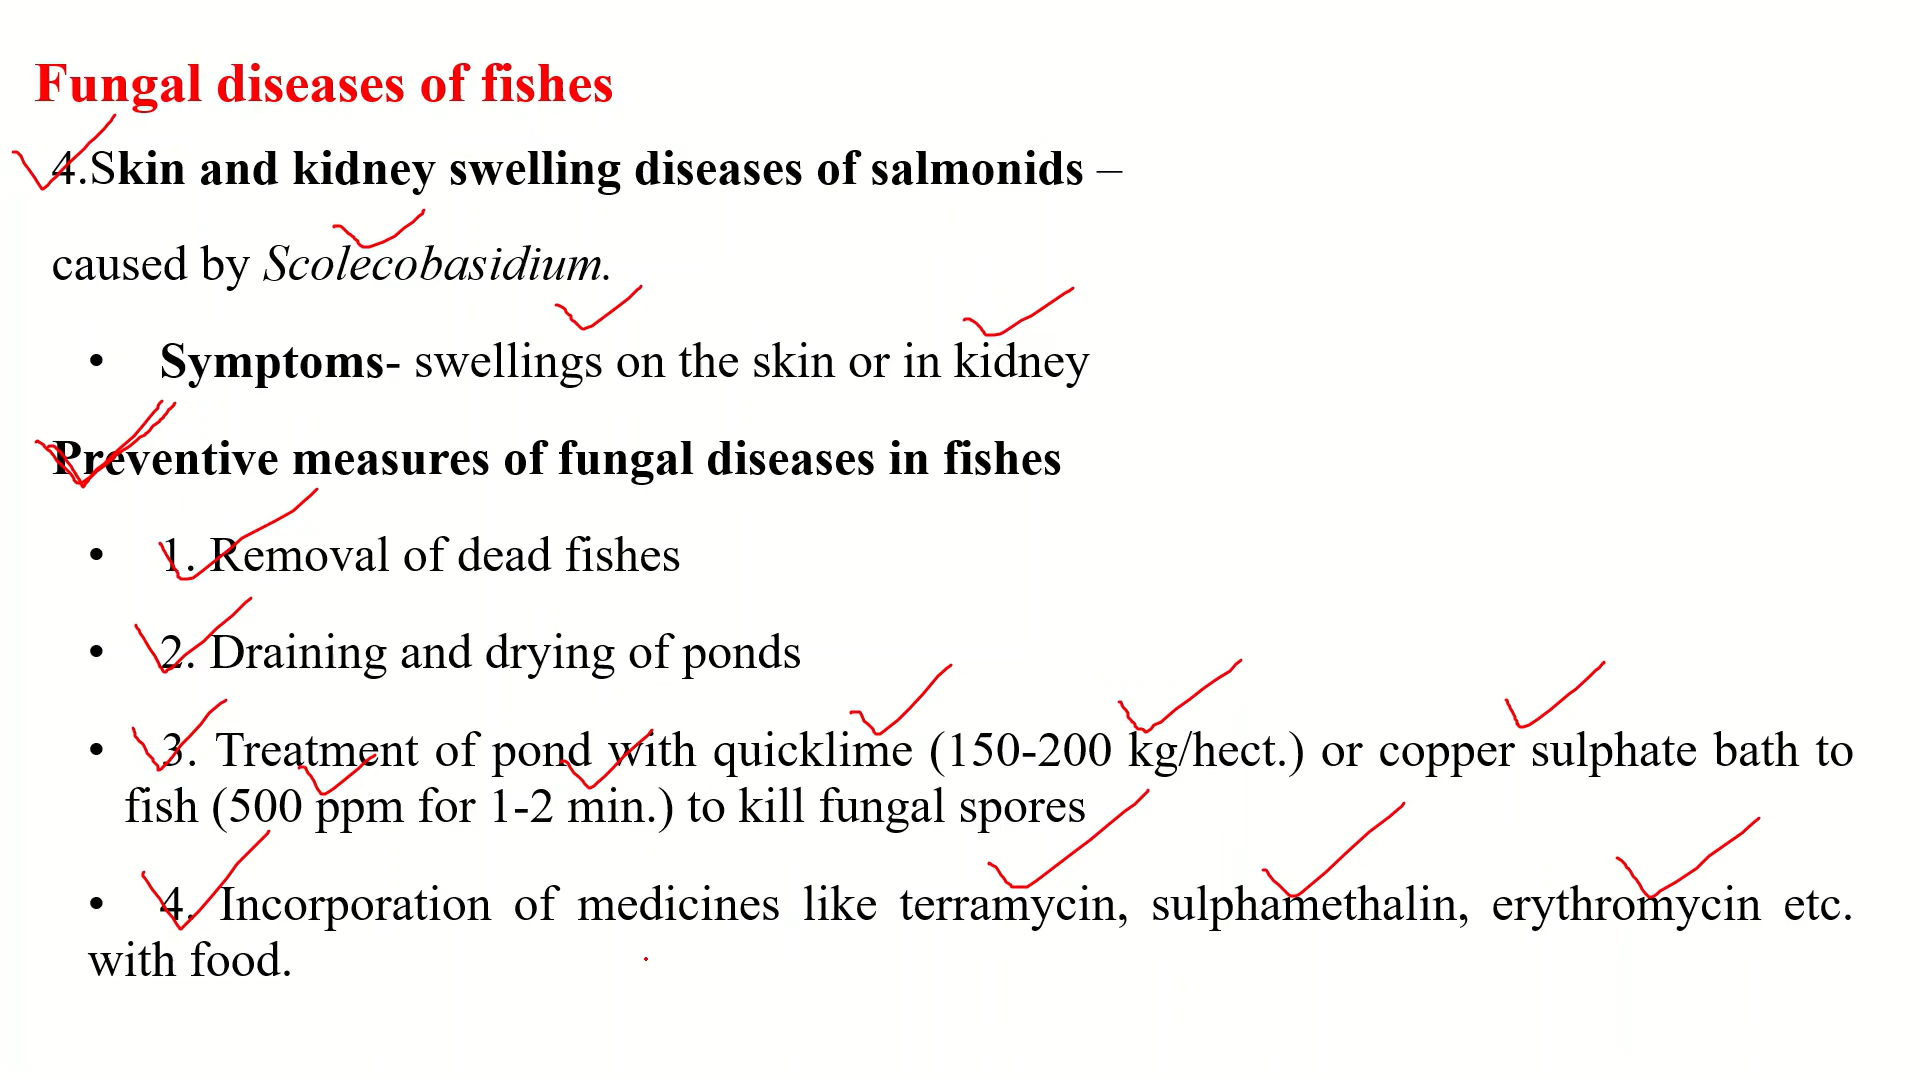 Fungal diseases of fishes
4.Skin and kidney swelling diseases of salmonids –
caused by Scolecobasidium.
• Symptoms- swellings on the skin or in kidney
Preventive measures of fungal diseases in fishes
• 1. Removal of dead fishes
• 2. Draining and drying of ponds
• 3. Treatment of pond with quicklime (150-200 kg/hect.) or copper sulphate bath to
fish (500 ppm for 1-2 min.) to kill fungal spores
• 4. Incorporation of medicines like terramycin, sulphamethalin, erythromycin etc.
with food.